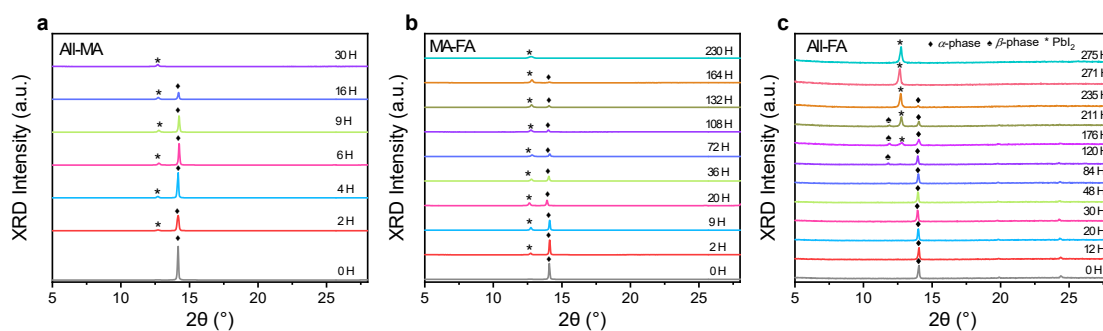 a
All-MA
30 H
16 H
9 H
6 H
4 H
2 H
0 H
XRD Intensity (a.u.)
5 10 15 20 25
2θ (°)
b
MA-FA
230 H
164 H
132 H
108 H
72 H
36 H
20 H
9 H
2 H
0 H
XRD Intensity (a.u.)
5 10 15 20 25
2θ (°)
c
All-FA
♦ α-phase ♠ β-phase * PbI₂
275 H
271 H
235 H
211 H
176 H
120 H
84 H
48 H
30 H
20 H
12 H
0 H
XRD Intensity (a.u.)
5 10 15 20 25
2θ (°)